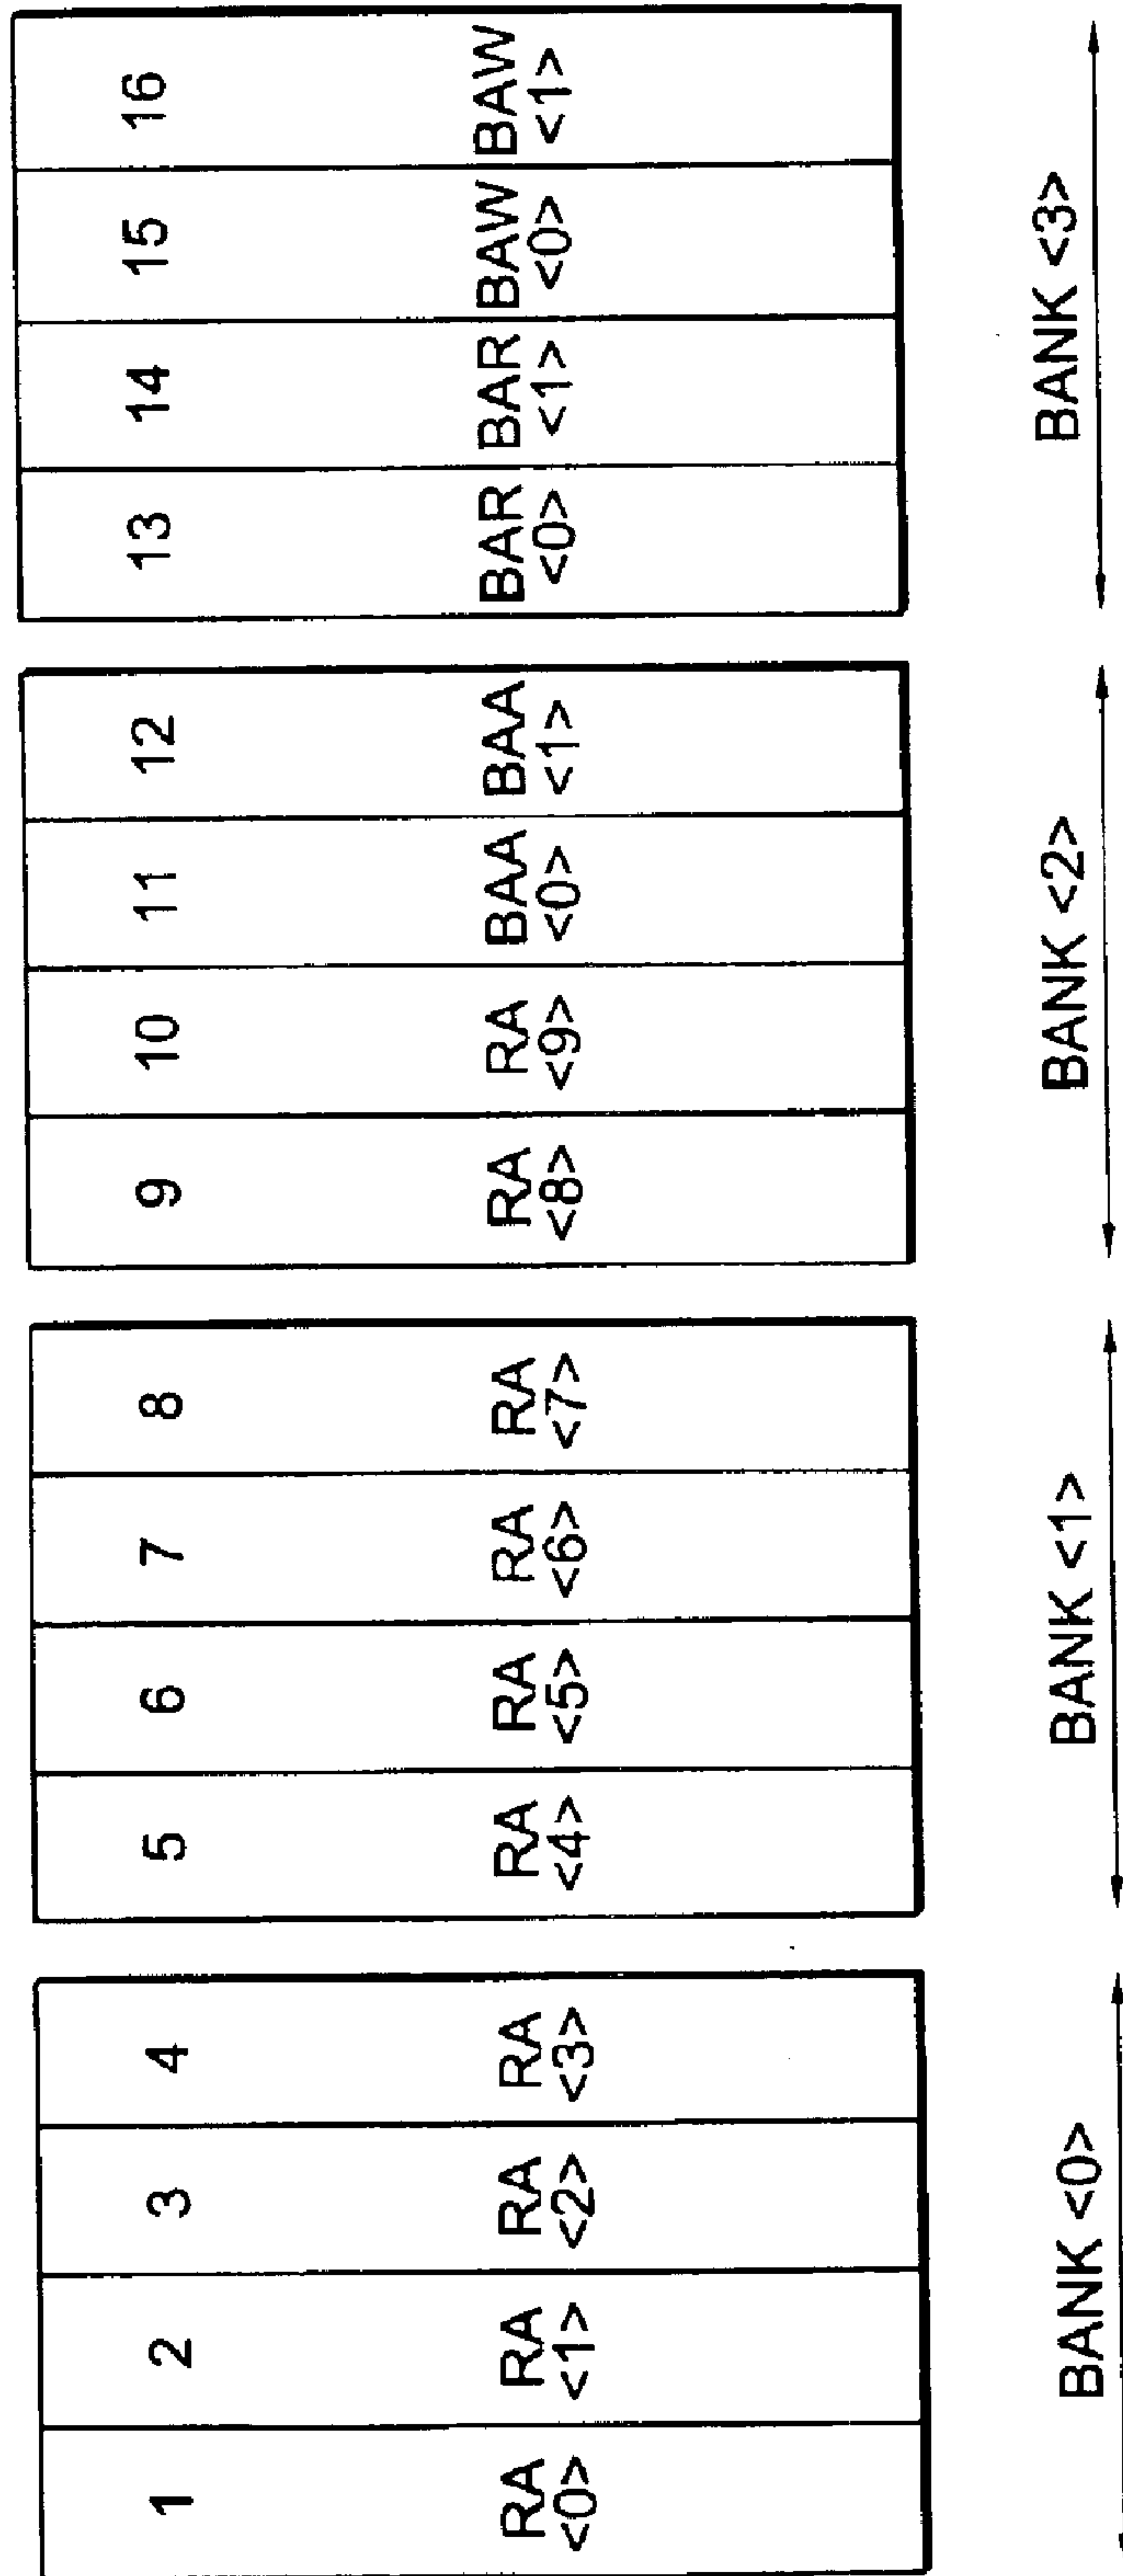 1 2 3 4 5 6 7 8 9 10 11 12 13 14 15 16
RA RA RA RA RA RA RA RA RA RA BAA BAA BAR BAR BAW BAW
<0> <1> <2> <3> <4> <5> <6> <7> <8> <9> <0> <1> <0> <1> <0> <1>
BANK <0> BANK <1> BANK <2> BANK <3>